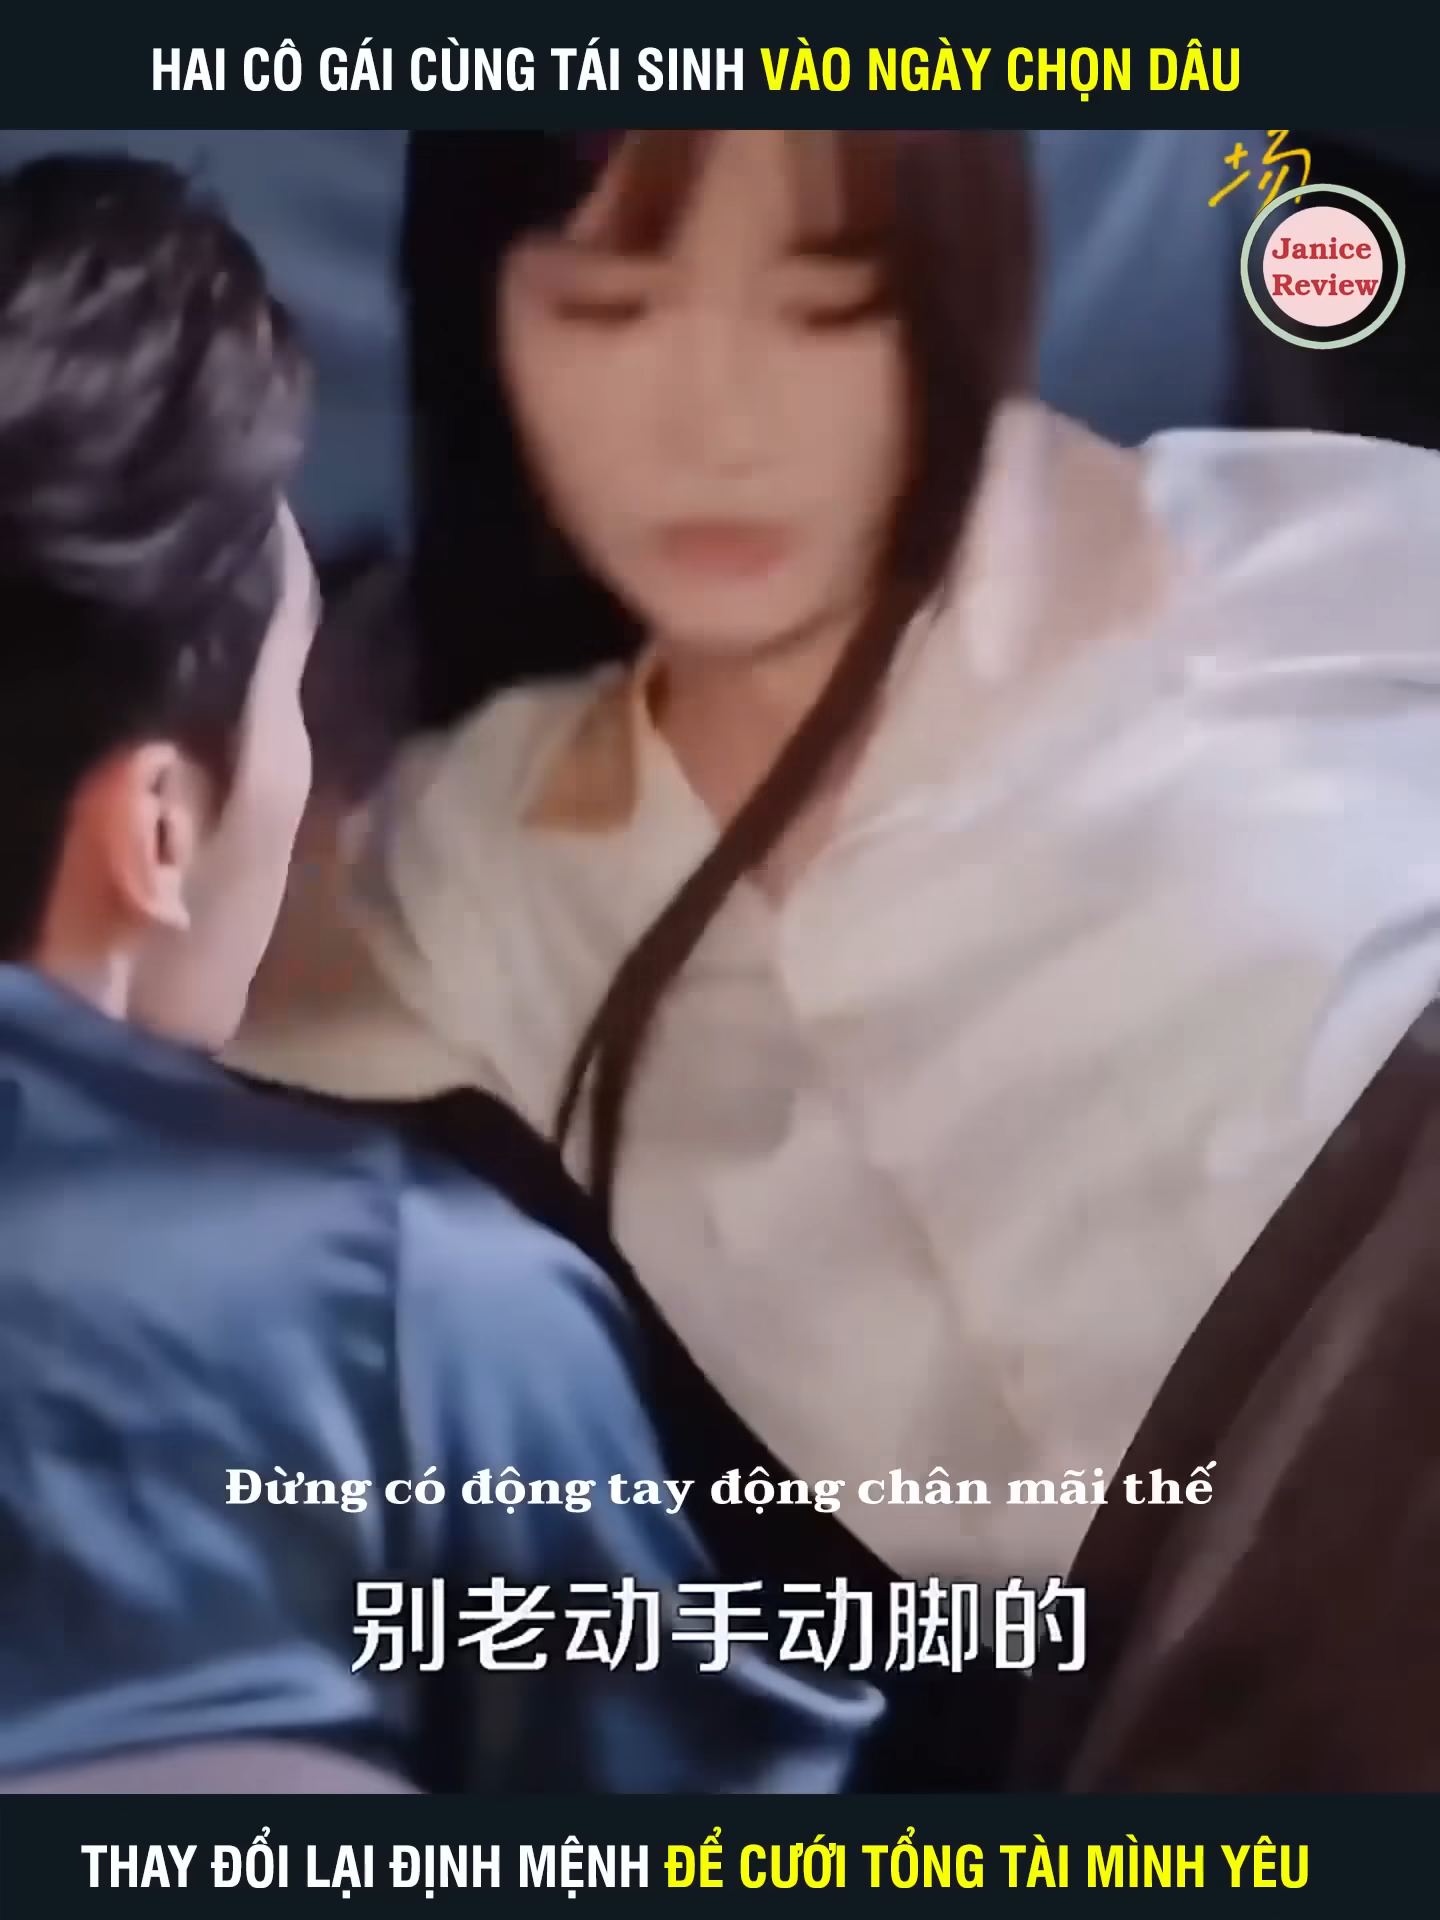 HAI CÔ GÁI CÙNG TÁI SINH VÀO NGÀY CHỌN DÂU
场
Janice
Review
Đừng có động tay động chân mãi thế
别老动手动脚的
THAY ĐỔI LẠI ĐỊNH MỆNH ĐỂ CƯỚI TỔNG TÀI MÌNH YÊU